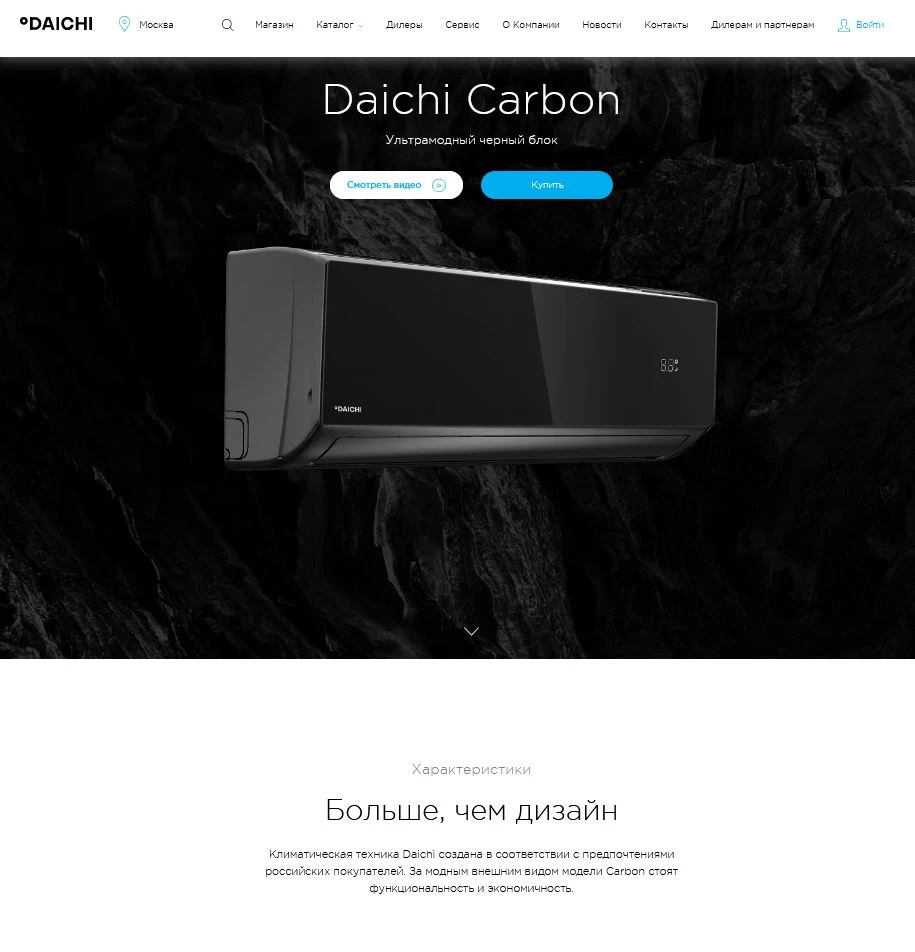 °DAICHI
Москва
Магазин
Каталог
Дилеры
Сервис
О Компании
Новости
Контакты
Дилерам и партнерам
Войти
Daichi Carbon
Ультрамодный черный блок
Смотреть видео
Купить
°DAICHI
Характеристики
Больше, чем дизайн
Климатическая техника Daichi создана в соответствии с предпочтениями
российских покупателей. За модным внешним видом модели Carbon стоят
функциональность и экономичность.